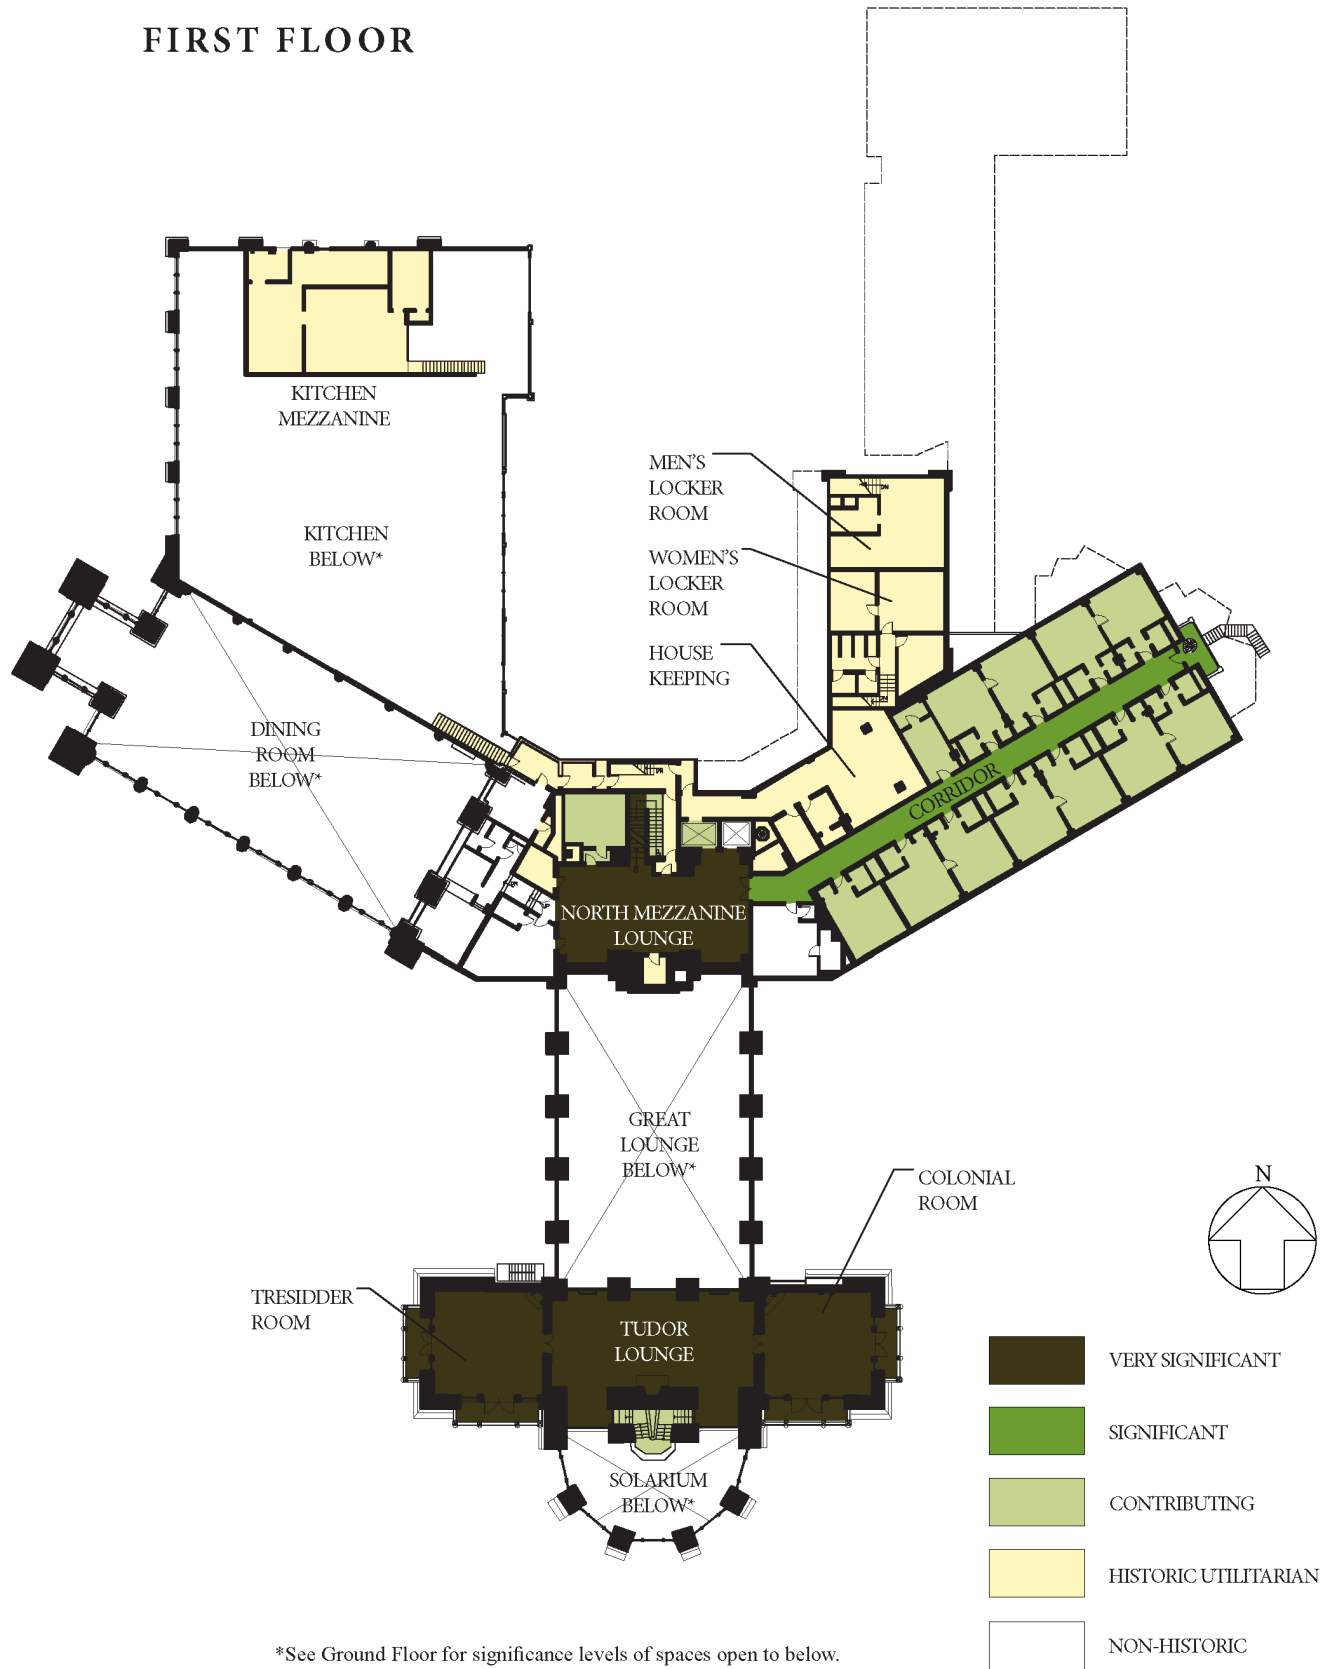 FIRST FLOOR
KITCHEN
MEZZANINE
KITCHEN
BELOW*
MEN'S
LOCKER
ROOM
WOMEN'S
LOCKER
ROOM
HOUSE
KEEPING
DINING
ROOM
BELOW*
CORRIDOR
NORTH MEZZANINE
LOUNGE
GREAT
LOUNGE
BELOW*
COLONIAL
ROOM
N
TRESIDDER
ROOM
TUDOR
LOUNGE
SOLARIUM
BELOW*
VERY SIGNIFICANT
SIGNIFICANT
CONTRIBUTING
HISTORIC UTILITARIAN
NON-HISTORIC
*See Ground Floor for significance levels of spaces open to below.